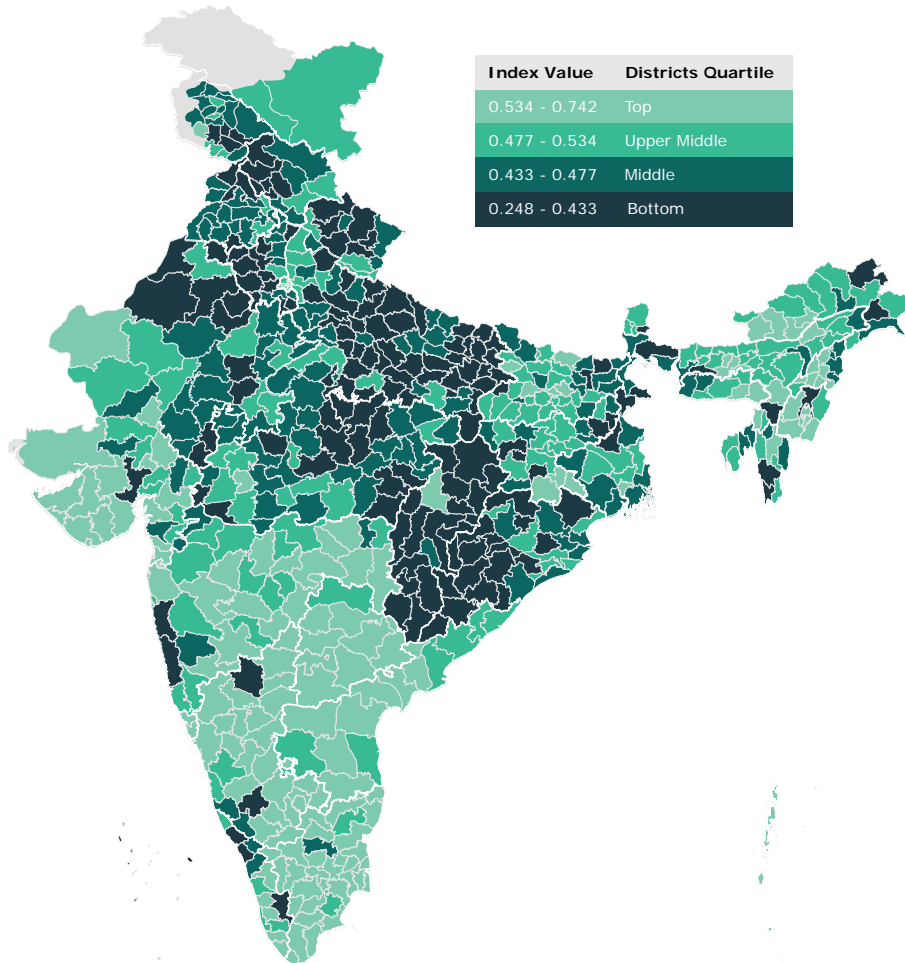 Index Value Districts Quartile
0.534 - 0.742 Top
0.477 - 0.534 Upper Middle
0.433 - 0.477 Middle
0.248 - 0.433 Bottom